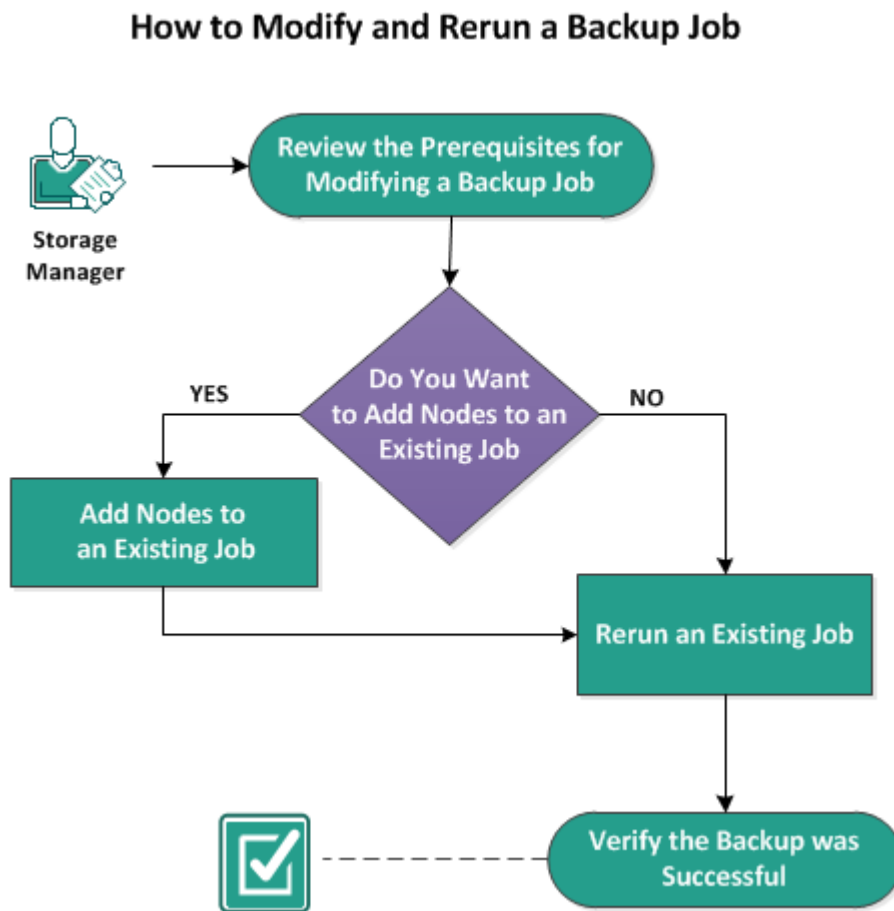 How to Modify and Rerun a Backup Job
Review the Prerequisites for
Modifying a Backup Job
Storage
Manager
Do You Want
to Add Nodes to an
Existing Job
YES
NO
Add Nodes to
an Existing Job
Rerun an Existing Job
Verify the Backup was
Successful